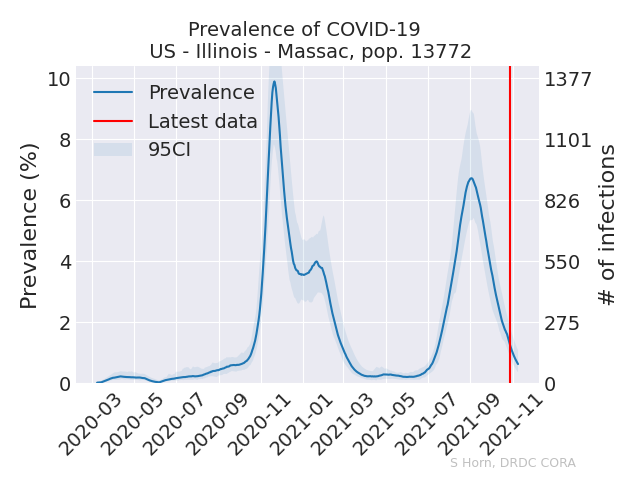 Prevalence of COVID-19
US - Illinois - Massac, pop. 13772
Prevalence (%)
10
8
6
4
2
0
Prevalence
Latest data
95CI
1377
1101
826
550
275
0
# of infections
2020-03
2020-05
2020-07
2020-09
2020-11
2021-01
2021-03
2021-05
2021-07
2021-09
2021-11
S Horn, DRDC CORA